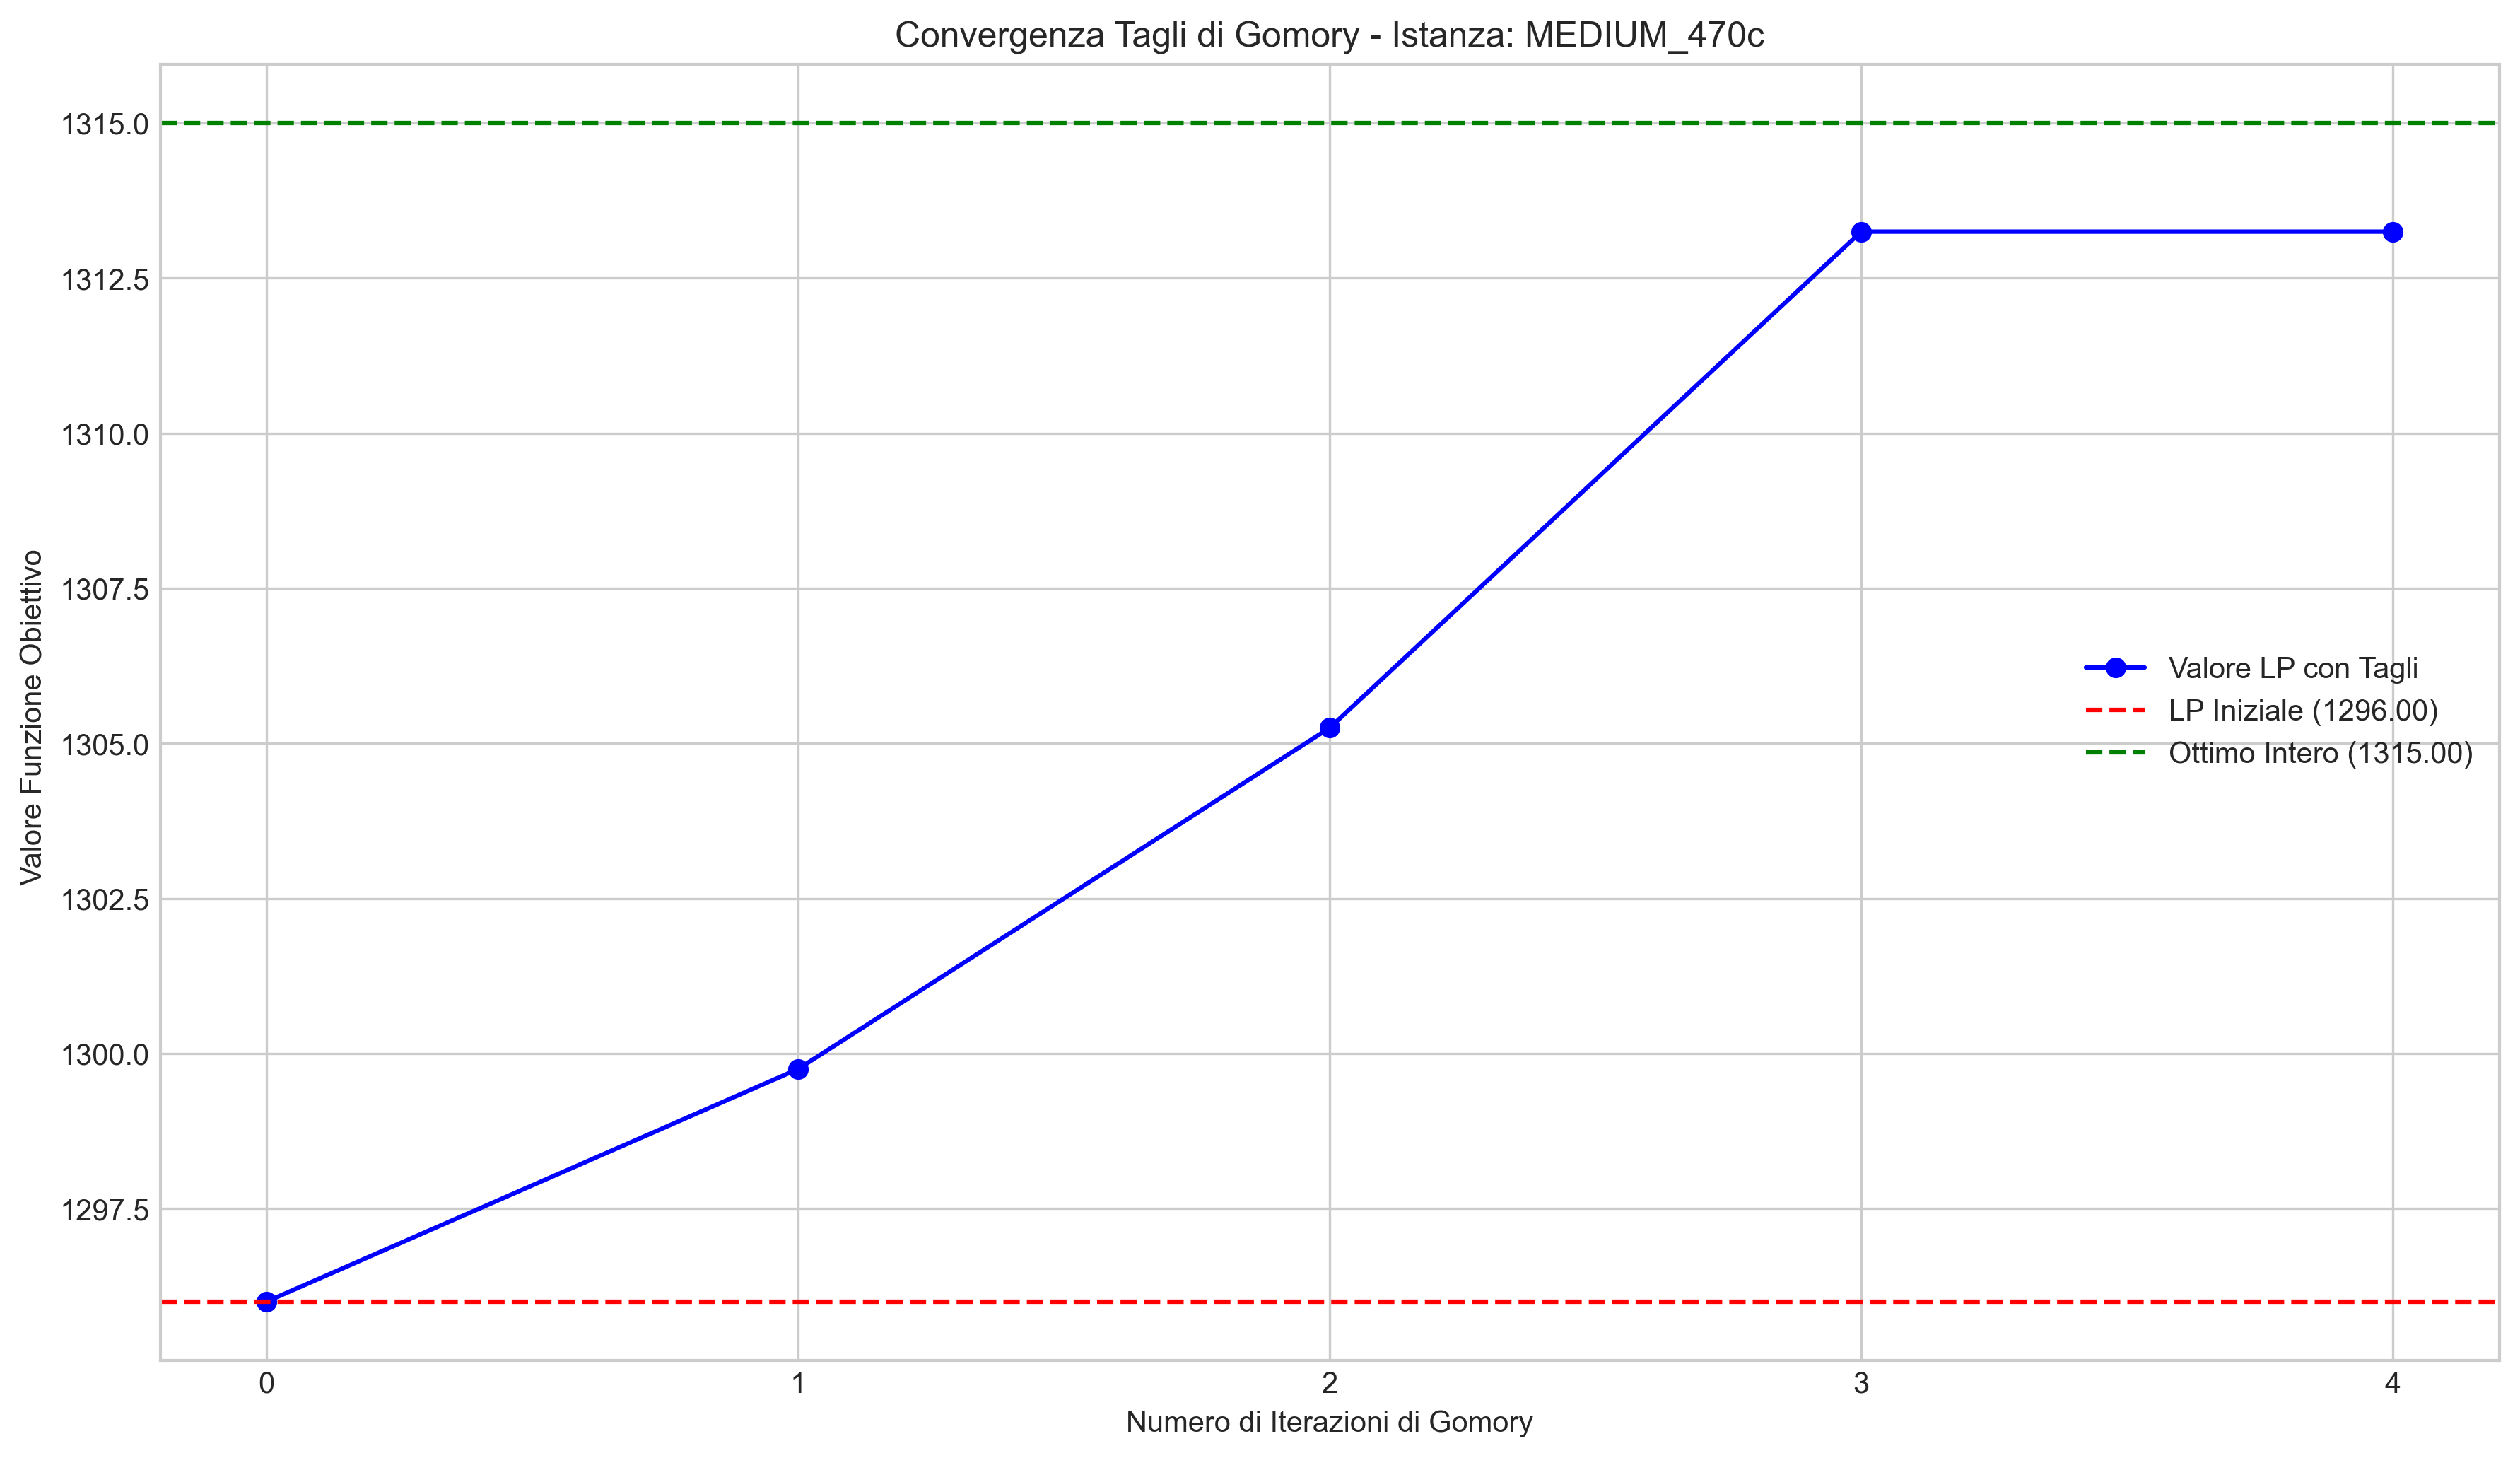 Convergenza Tagli di Gomory - Istanza: MEDIUM_470c
Valore Funzione Obiettivo
1315.0
1312.5
1310.0
1307.5
1305.0
1302.5
1300.0
1297.5
Valore LP con Tagli
LP Iniziale (1296.00)
Ottimo Intero (1315.00)
0 1 2 3 4
Numero di Iterazioni di Gomory